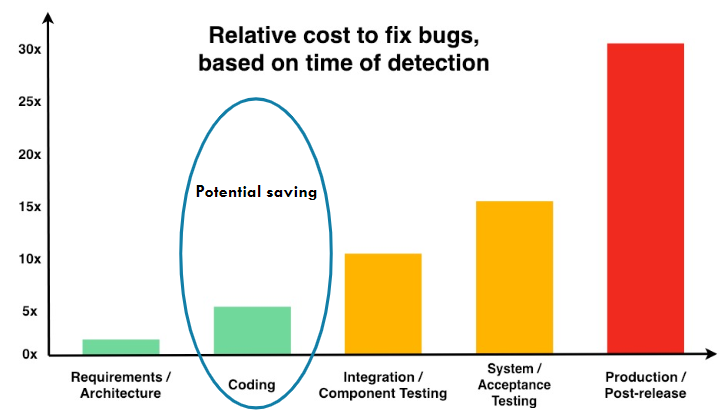 Relative cost to fix bugs,
based on time of detection
30x
25x
20x
15x
10x
5x
0x
Potential saving
Requirements /
Architecture
Coding
Integration /
Component Testing
System /
Acceptance
Testing
Production /
Post-release